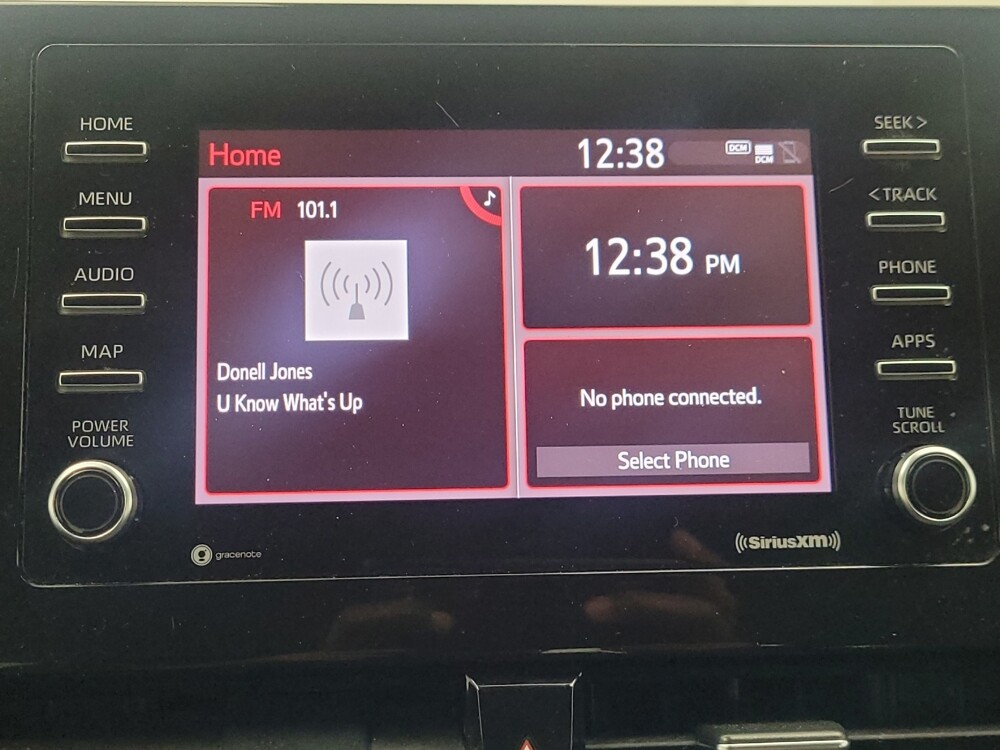 HOME
MENU
AUDIO
MAP
POWER
VOLUME
Home
12:38
DCM
DCM
FM 101.1
Donell Jones
U Know What's Up
12:38 PM
No phone connected.
Select Phone
SEEK >
< TRACK
PHONE
APPS
TUNE
SCROLL
gracenote
((SiriusXM))